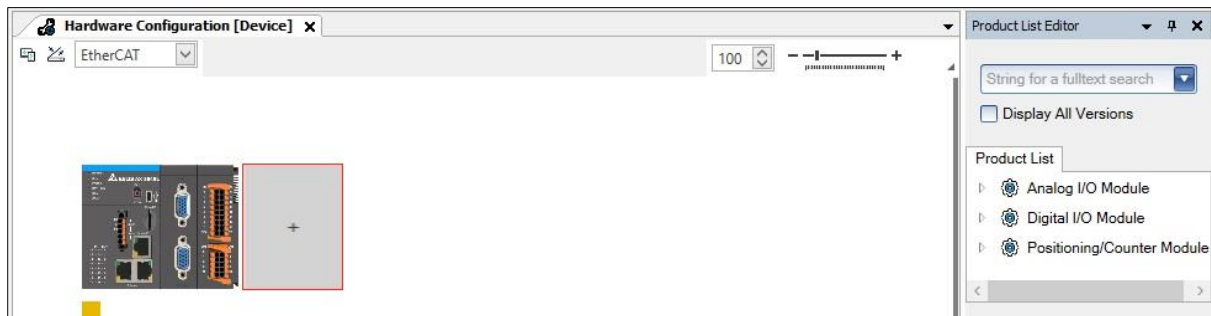 Hardware Configuration [Device]
EtherCAT
100
Product List Editor
String for a fulltext search
Display All Versions
Product List
Analog I/O Module
Digital I/O Module
Positioning/Counter Module